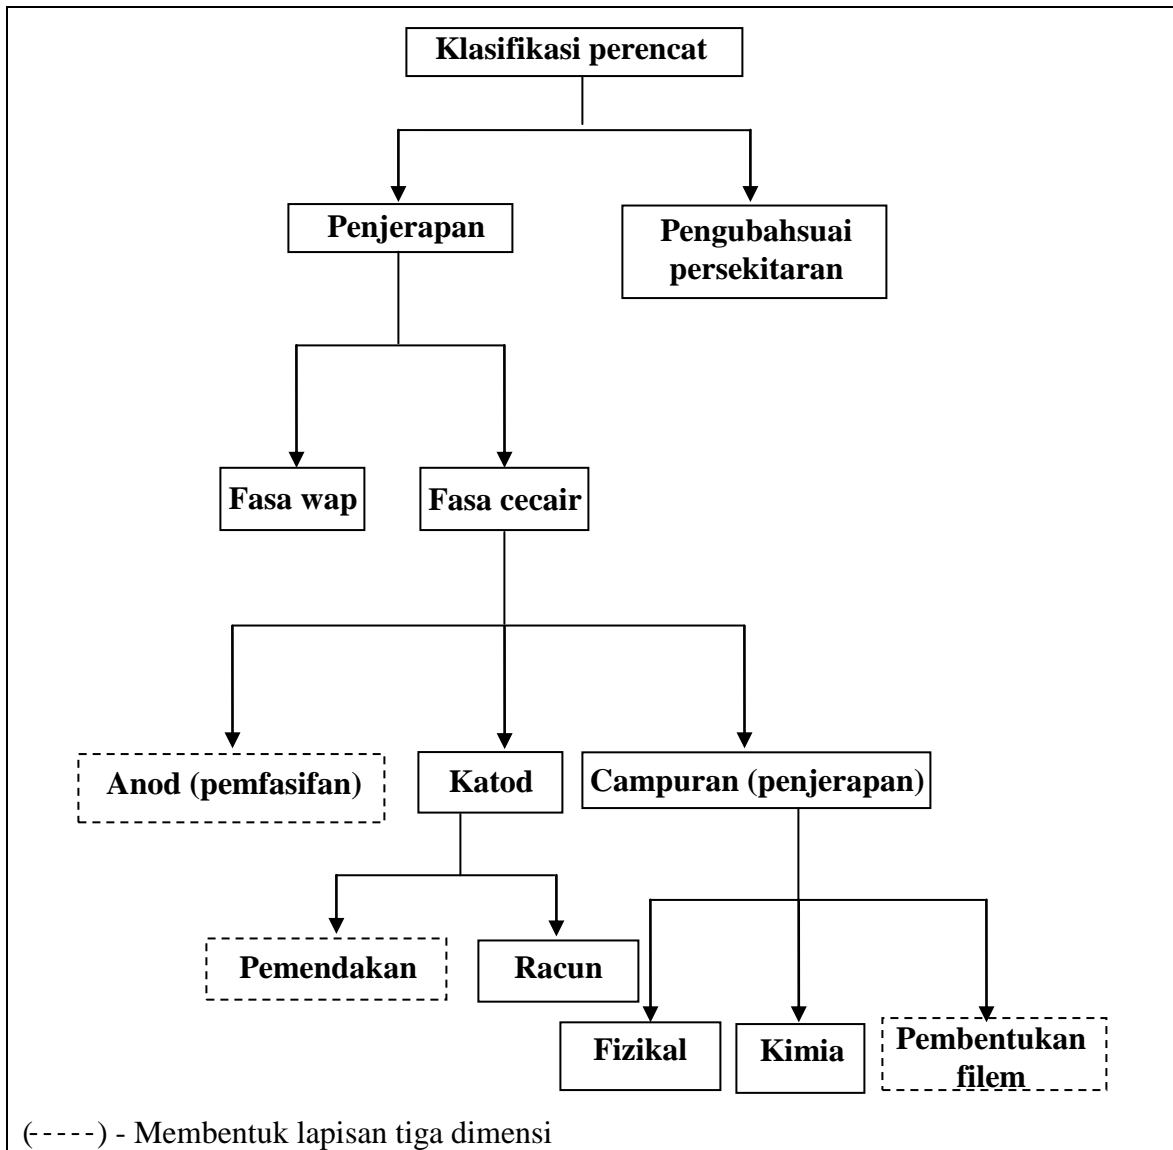 Klasifikasi perencat
Penjerapan
Pengubahsuai
persekitaran
Fasa wap
Fasa cecair
Anod (pemfasifan)
Katod
Campuran (penjerapan)
Pemendakan
Racun
Fizikal
Kimia
Pembentukan
filem
(-----) - Membentuk lapisan tiga dimensi